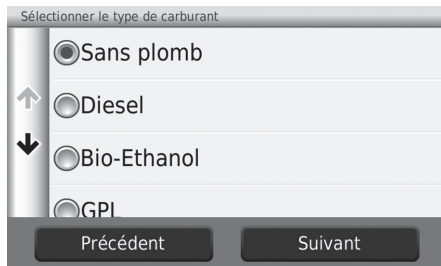 Sélectionner le type de carburant
Sans plomb
Diesel
Bio-Ethanol
GPL
Précédent
Suivant